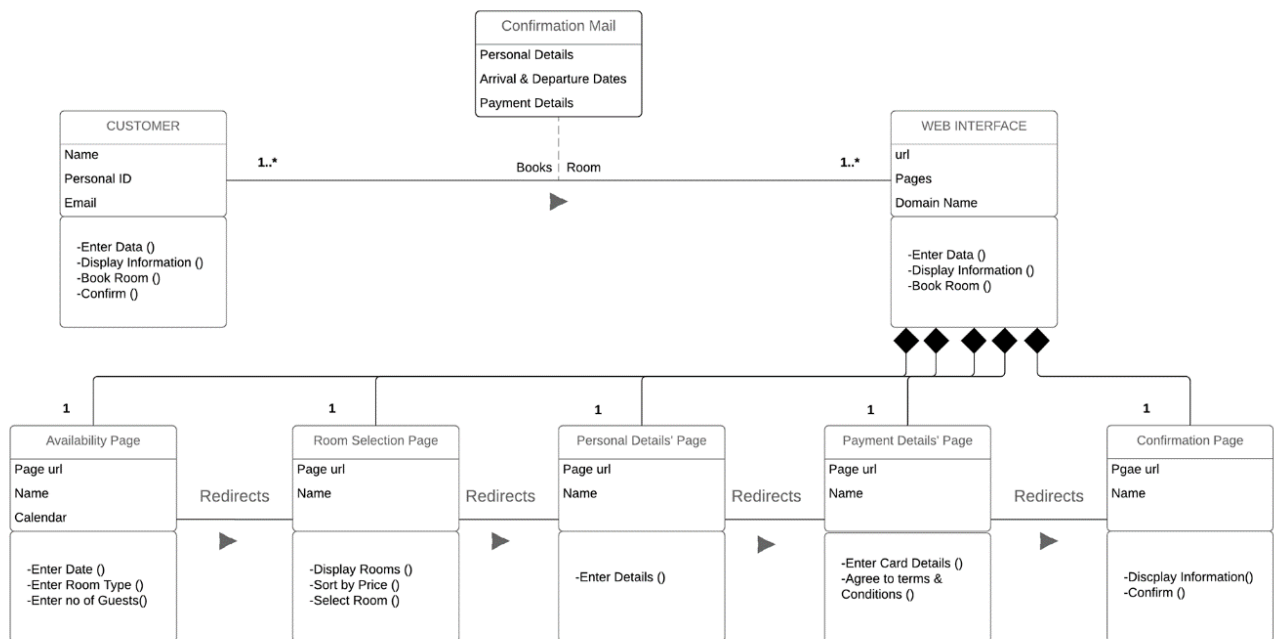 Confirmation Mail
Personal Details
Arrival & Departure Dates
Payment Details
CUSTOMER
Name
Personal ID
Email
-Enter Data ()
-Display Information ()
-Book Room ()
-Confirm ()
1..*
Books Room
1..*
WEB INTERFACE
url
Pages
Domain Name
-Enter Data ()
-Display Information ()
-Book Room ()
1
1
1
1
1
Availability Page
Page url
Name
Calendar
-Enter Date ()
-Enter Room Type ()
-Enter no of Guests()
Redirects
Room Selection Page
Page url
Name
-Display Rooms ()
-Sort by Price ()
-Select Room ()
Redirects
Personal Details' Page
Page url
Name
-Enter Details ()
Redirects
Payment Details' Page
Page url
Name
-Enter Card Details ()
-Agree to terms &
Conditions ()
Redirects
Confirmation Page
Pgae url
Name
-Discplay Information()
-Confirm ()